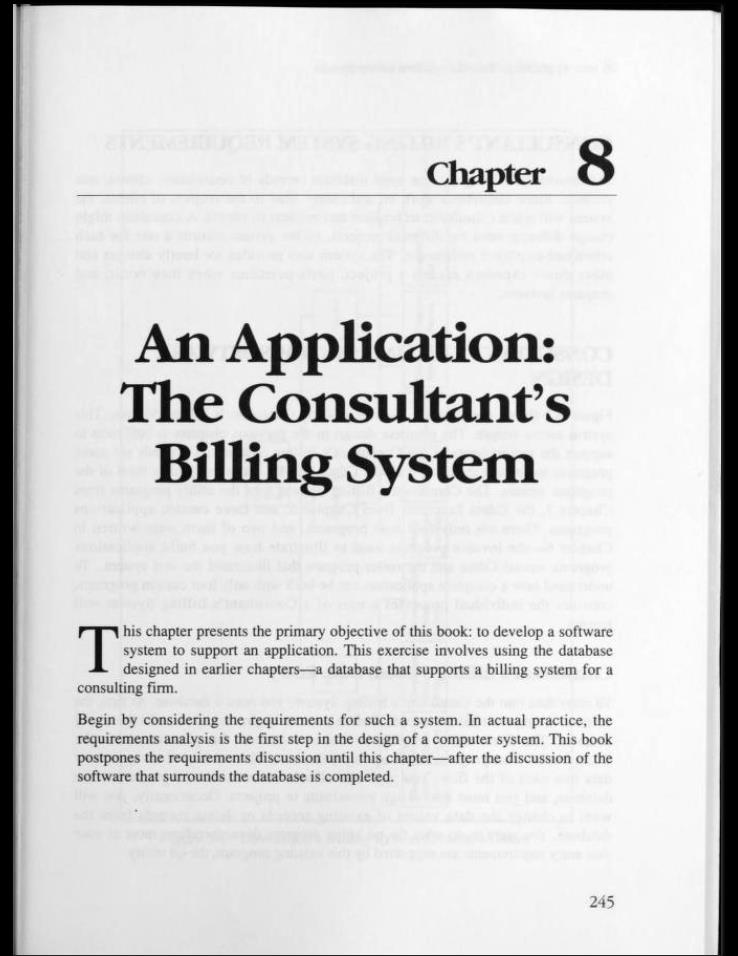 Chapter 8
An Application:
The Consultant's
Billing System
This chapter presents the primary objective of this book: to develop a software
system to support an application. This exercise involves using the database
designed in earlier chapters—a database that supports a billing system for a
consulting firm.
Begin by considering the requirements for such a system. In actual practice, the
requirements analysis is the first step in the design of a computer system. This book
postpones the requirements discussion until this chapter—after the discussion of the
software that surrounds the database is completed.
245